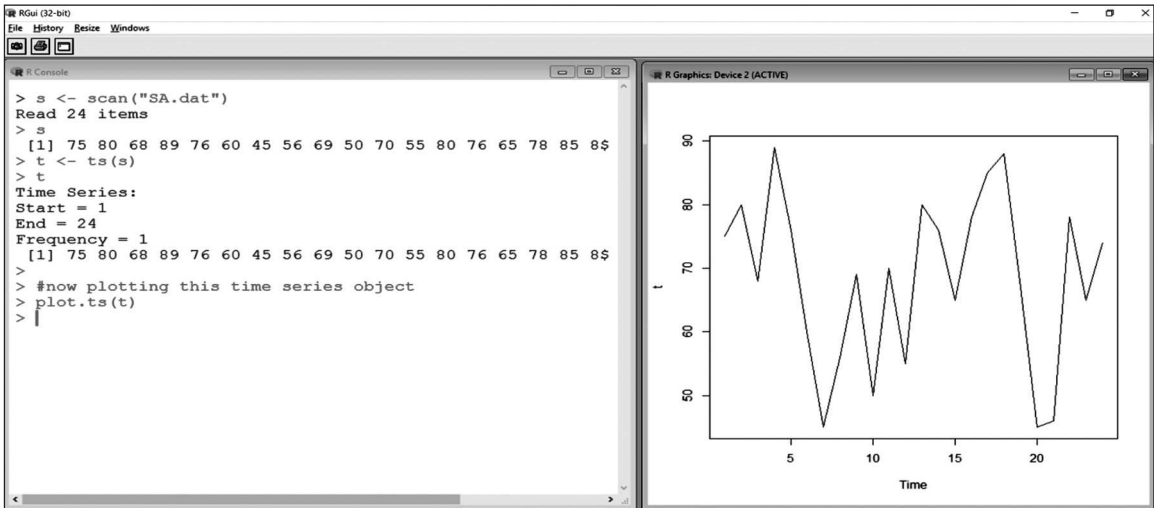 RGui (32-bit)
File History Resize Windows
R Console
> s <- scan("SA.dat")
Read 24 items
> s
[1] 75 80 68 89 76 60 45 56 69 50 70 55 80 76 65 78 85 8$
> t <- ts(s)
> t
Time Series:
Start = 1
End = 24
Frequency = 1
[1] 75 80 68 89 76 60 45 56 69 50 70 55 80 76 65 78 85 8$
>
> #now plotting this time series object
> plot.ts(t)
>
R Graphics: Device 2 (ACTIVE)
90
80
70
60
50
t
5 10 15 20
Time